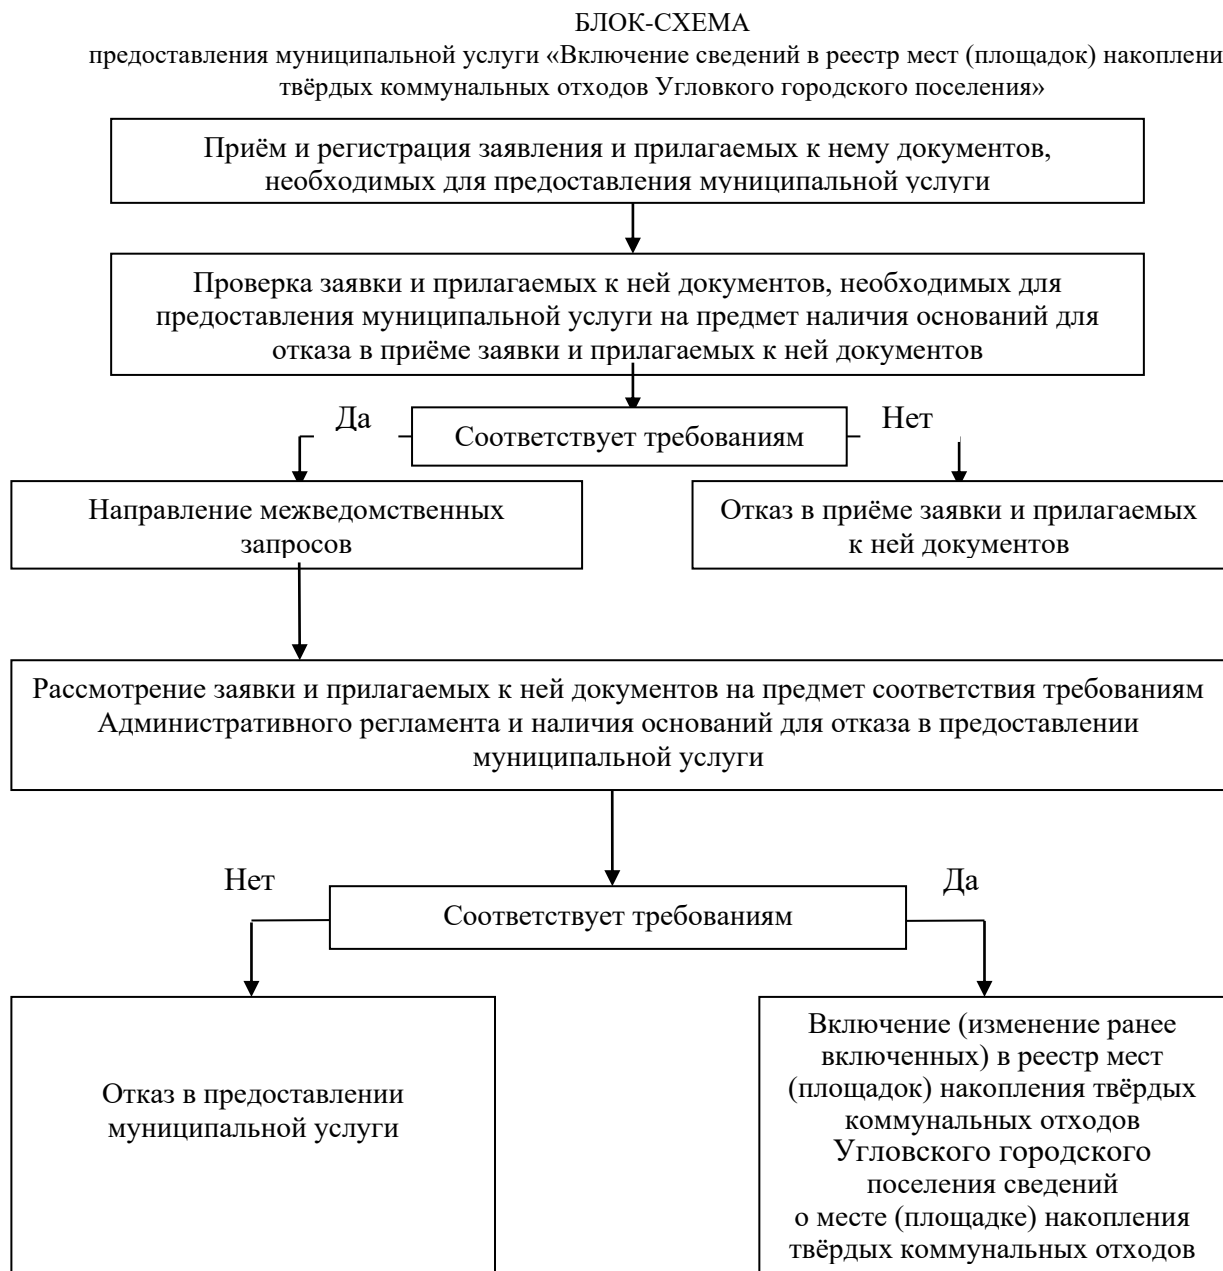 БЛОК-СХЕМА
предоставления муниципальной услуги «Включение сведений в реестр мест (площадок) накоплени
твёрдых коммунальных отходов Угловкого городского поселения»
Приём и регистрация заявления и прилагаемых к нему документов,
необходимых для предоставления муниципальной услуги
Проверка заявки и прилагаемых к ней документов, необходимых для
предоставления муниципальной услуги на предмет наличия оснований для
отказа в приёме заявки и прилагаемых к ней документов
Да
Соответствует требованиям
Нет
Направление межведомственных
запросов
Отказ в приёме заявки и прилагаемых
к ней документов
Рассмотрение заявки и прилагаемых к ней документов на предмет соответствия требованиям
Административного регламента и наличия оснований для отказа в предоставлении
муниципальной услуги
Нет
Соответствует требованиям
Да
Отказ в предоставлении
муниципальной услуги
Включение (изменение ранее
включенных) в реестр мест
(площадок) накопления твёрдых
коммунальных отходов
Угловского городского
поселения сведений
о месте (площадке) накопления
твёрдых коммунальных отходов